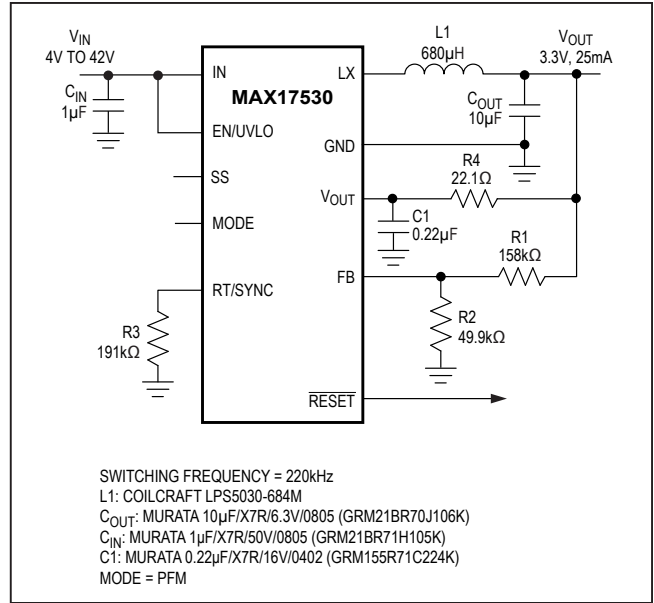 VIN
4V TO 42V
CIN
1µF
IN
EN/UVLO
SS
MODE
RT/SYNC
R3
191kΩ
MAX17530
LX
GND
VOUT
FB
RESET
L1
680µH
VOUT
3.3V, 25mA
COUT
10µF
R4
22.1Ω
C1
0.22µF
R1
158kΩ
R2
49.9kΩ
SWITCHING FREQUENCY = 220kHz
L1: COILCRAFT LPS5030-684M
COUT: MURATA 10µF/X7R/6.3V/0805 (GRM21BR70J106K)
CIN: MURATA 1µF/X7R/50V/0805 (GRM21BR71H105K)
C1: MURATA 0.22µF/X7R/16V/0402 (GRM155R71C224K)
MODE = PFM